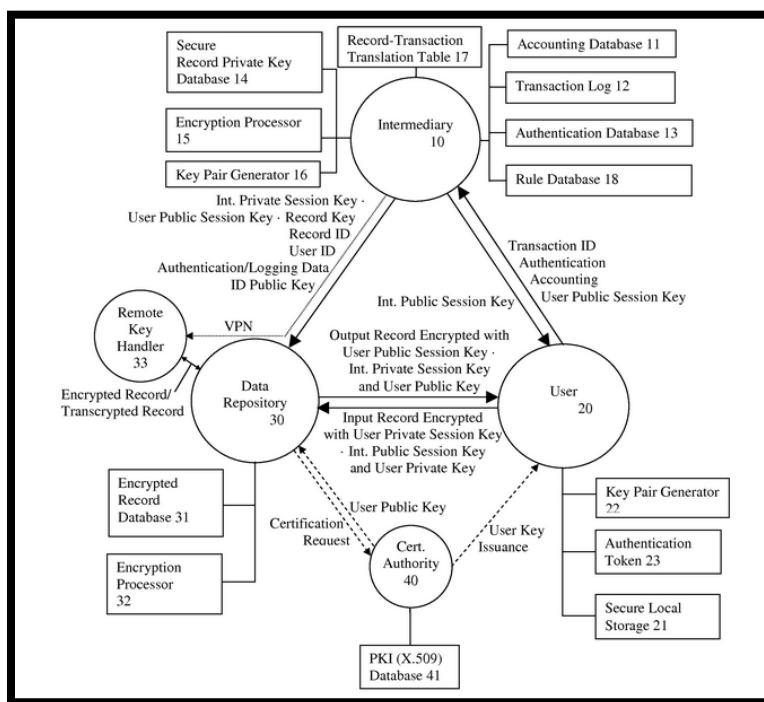 Secure
Record Private Key
Database 14
Record-Transaction
Translation Table 17
Accounting Database 11
Transaction Log 12
Encryption Processor
15
Intermediary
10
Authentication Database 13
Key Pair Generator 16
Rule Database 18
Int. Private Session Key ·
User Public Session Key · Record Key
Record ID
User ID
Authentication/Logging Data
ID Public Key
Transaction ID
Authentication
Accounting
User Public Session Key
Int. Public Session Key
Remote
Key
Handler
33
VPN
Encrypted Record/
Transcrypted Record
Data
Repository
30
Output Record Encrypted with
User Public Session Key ·
Int. Private Session Key
and User Public Key
User
20
Input Record Encrypted
with User Private Session Key
· Int. Public Session Key
and User Private Key
Encrypted
Record
Database 31
Encryption
Processor
32
User Public Key
Certification
Request
Cert.
Authority
40
User Key
Issuance
Key Pair Generator
22
Authentication
Token 23
Secure Local
Storage 21
PKI (X.509)
Database 41